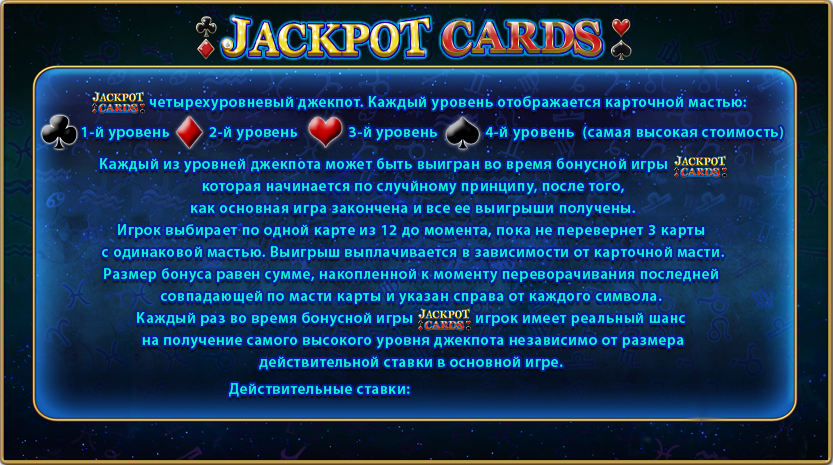 JACKPOT CARDS
JACKPOT CARDS четырехуровневый джекпот. Каждый уровень отображается карточной мастью:
1-й уровень 2-й уровень 3-й уровень 4-й уровень (самая высокая стоимость)
Каждый из уровней джекпота может быть выигран во время бонусной игры JACKPOT CARDS
которая начинается по случйному принципу, после того,
как основная игра закончена и все ее выигрыши получены.
Игрок выбирает по одной карте из 12 до момента, пока не перевернет 3 карты
с одинаковой мастью. Выигрыш выплачивается в зависимости от карточной масти.
Размер бонуса равен сумме, накопленной к моменту переворачивания последней
совпадающей по масти карты и указан справа от каждого символа.
Каждый раз во время бонусной игры JACKPOT CARDS игрок имеет реальный шанс
на получение самого высокого уровня джекпота независимо от размера
действительной ставки в основной игре.
Действительные ставки: